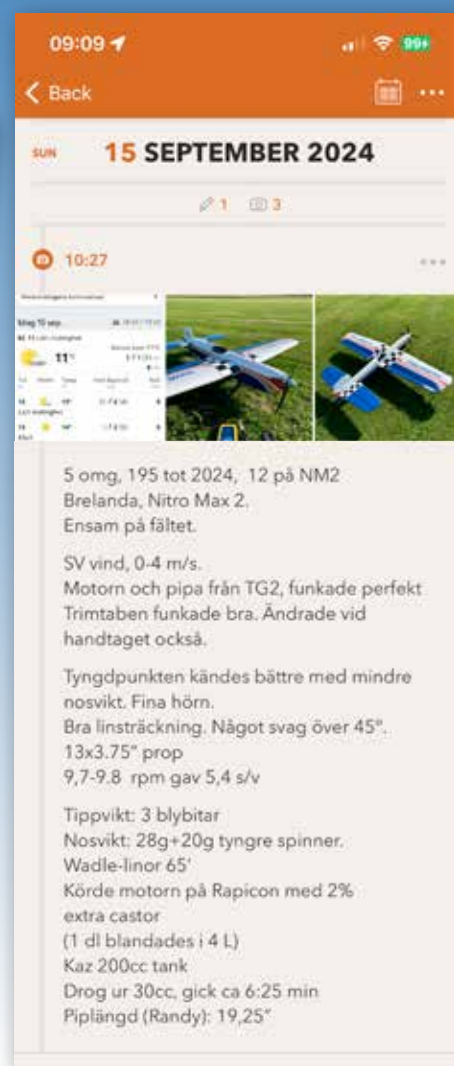 09:09
99+
Back
SUN
15 SEPTEMBER 2024
1 3
10:27
11°
5 omg, 195 tot 2024, 12 på NM2
Brelanda, Nitro Max 2.
Ensam på fältet.
SV vind, 0-4 m/s.
Motorn och pipa från TG2, funkade perfekt
Trimtaben funkade bra. Ändrade vid
handtaget också.
Tyngdpunkten kändes bättre med mindre
nosvikt. Fina hörn.
Bra linsträckning. Något svag över 45°.
13x3.75" prop
9,7-9.8 rpm gav 5,4 s/v
Tippvikt: 3 blybitar
Nosvikt: 28g+20g tyngre spinner.
Wadle-linor 65'
Körde motorn på Rapicon med 2%
extra castor
(1 dl blandades i 4 L)
Kaz 200cc tank
Drog ur 30cc, gick ca 6:25 min
Piplängd (Randy): 19,25"